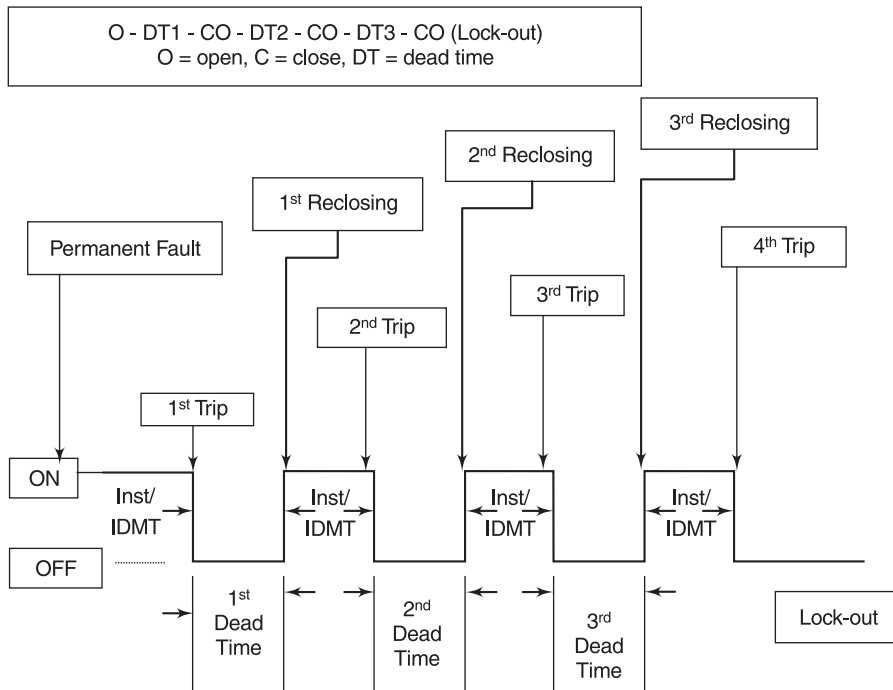 O - DT1 - CO - DT2 - CO - DT3 - CO (Lock-out)
O = open, C = close, DT = dead time
3rd Reclosing
2nd Reclosing
1st Reclosing
Permanent Fault
4th Trip
3rd Trip
2nd Trip
1st Trip
ON
Inst/
IDMT
Inst/
IDMT
Inst/
IDMT
Inst/
IDMT
OFF
1st
Dead
Time
2nd
Dead
Time
3rd
Dead
Time
Lock-out